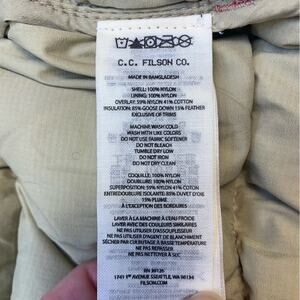 C.C. FILSON CO.
MADE IN BANGLADESH
SHELL: 100% NYLON
LINING: 100% NYLON
OVERLAY: 59% NYLON 41% COTTON
INSULATION: 85% GOOSE DOWN 15% FEATHER
EXCLUSIVE OF TRIMS
MACHINE WASH COLD
WASH WITH LIKE COLORS
DO NOT USE FABRIC SOFTENER
DO NOT BLEACH
TUMBLE DRY LOW
DO NOT IRON
DO NOT DRY CLEAN
COQUILLE: 100% NYLON
DOUBLURE: 100% NYLON
SUPERPOSITION: 59% NYLON 41% COTON
ENTREDOUBLURE ISOLANTE: 85% DUVET D'OIE
15% PLUME
À L'EXCEPTION DES BORDURES
LAVER À LA MACHINE À L'EAU FROIDE
LAVER AVEC DES COULEURS SIMILAIRES
NE PAS UTILISER D'ASSOUPLISSANT
NE PAS UTILISER D'AGENT DE BLANCHIMENT
SÉCHER PAR CULBUTAGE À BASSE TEMPÉRATURE
NE PAS REPASSER
NE PAS NETTOYER À SEC
RN 39126
1741 1ST AVENUE SEATTLE WA 98134
FILSON.COM